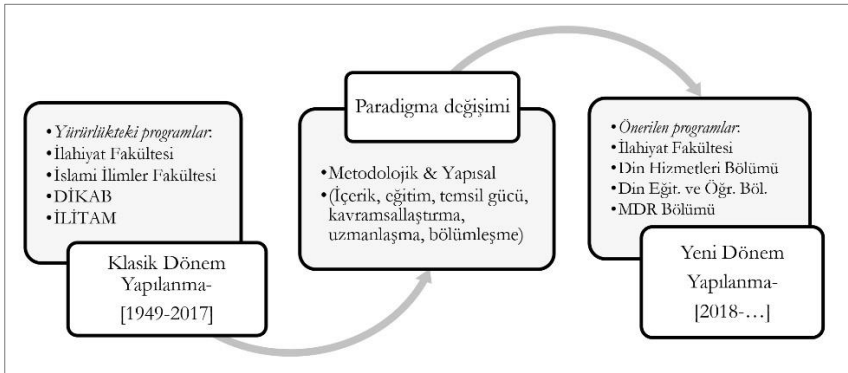 •Yürürlükteki programlar:
•İlahiyat Fakültesi
•İslami İlimler Fakültesi
•DİKAB
•İLİTAM
Klasik Dönem
Yapılanma-
[1949-2017]
Paradigma değişimi
•Metodolojik & Yapısal
•(İçerik, eğitim, temsil gücü,
kavramsallaştırma,
uzmanlaşma, bölümleşme)
•Önerilen programlar:
•İlahiyat Fakültesi
•Din Hizmetleri Bölümü
•Din Eğit. ve Öğr. Böl.
•MDR Bölümü
Yeni Dönem
Yapılanma-
[2018-…]